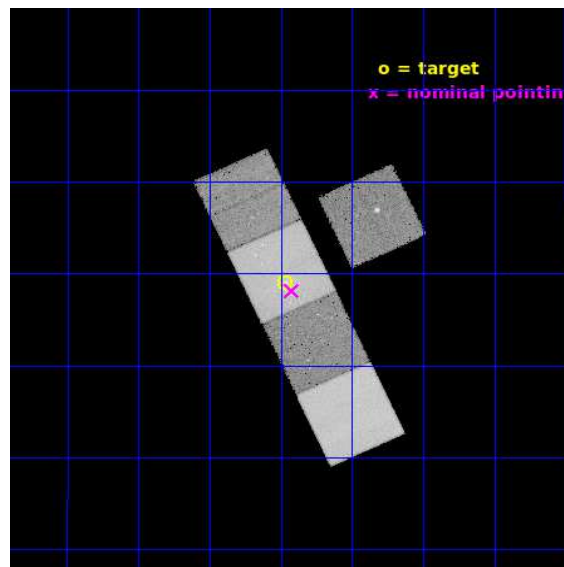 o = target
x = nominal pointin